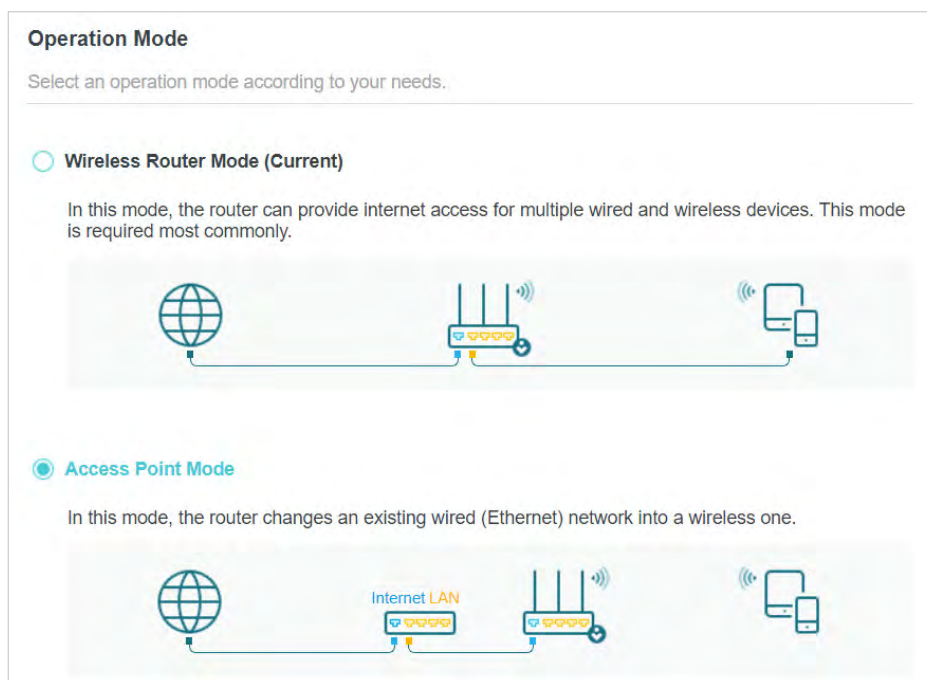 Operation Mode
Select an operation mode according to your needs.
Wireless Router Mode (Current)
In this mode, the router can provide internet access for multiple wired and wireless devices. This mode
is required most commonly.
Access Point Mode
In this mode, the router changes an existing wired (Ethernet) network into a wireless one.
Internet LAN